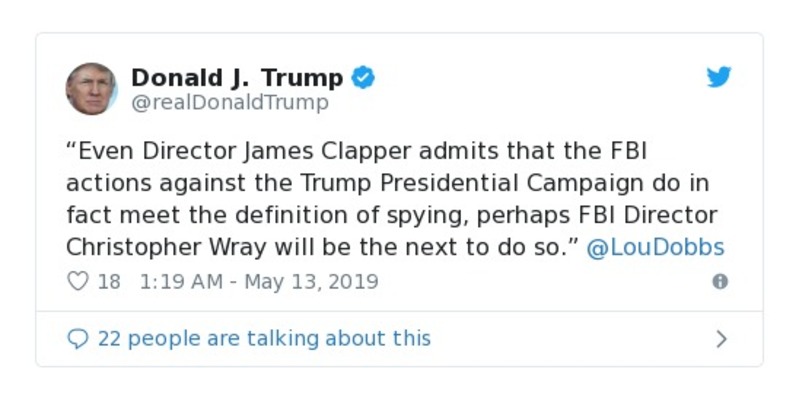 Donald J. Trump
@realDonaldTrump
“Even Director James Clapper admits that the FBI
actions against the Trump Presidential Campaign do in
fact meet the definition of spying, perhaps FBI Director
Christopher Wray will be the next to do so.” @LouDobbs
18 1:19 AM - May 13, 2019
22 people are talking about this